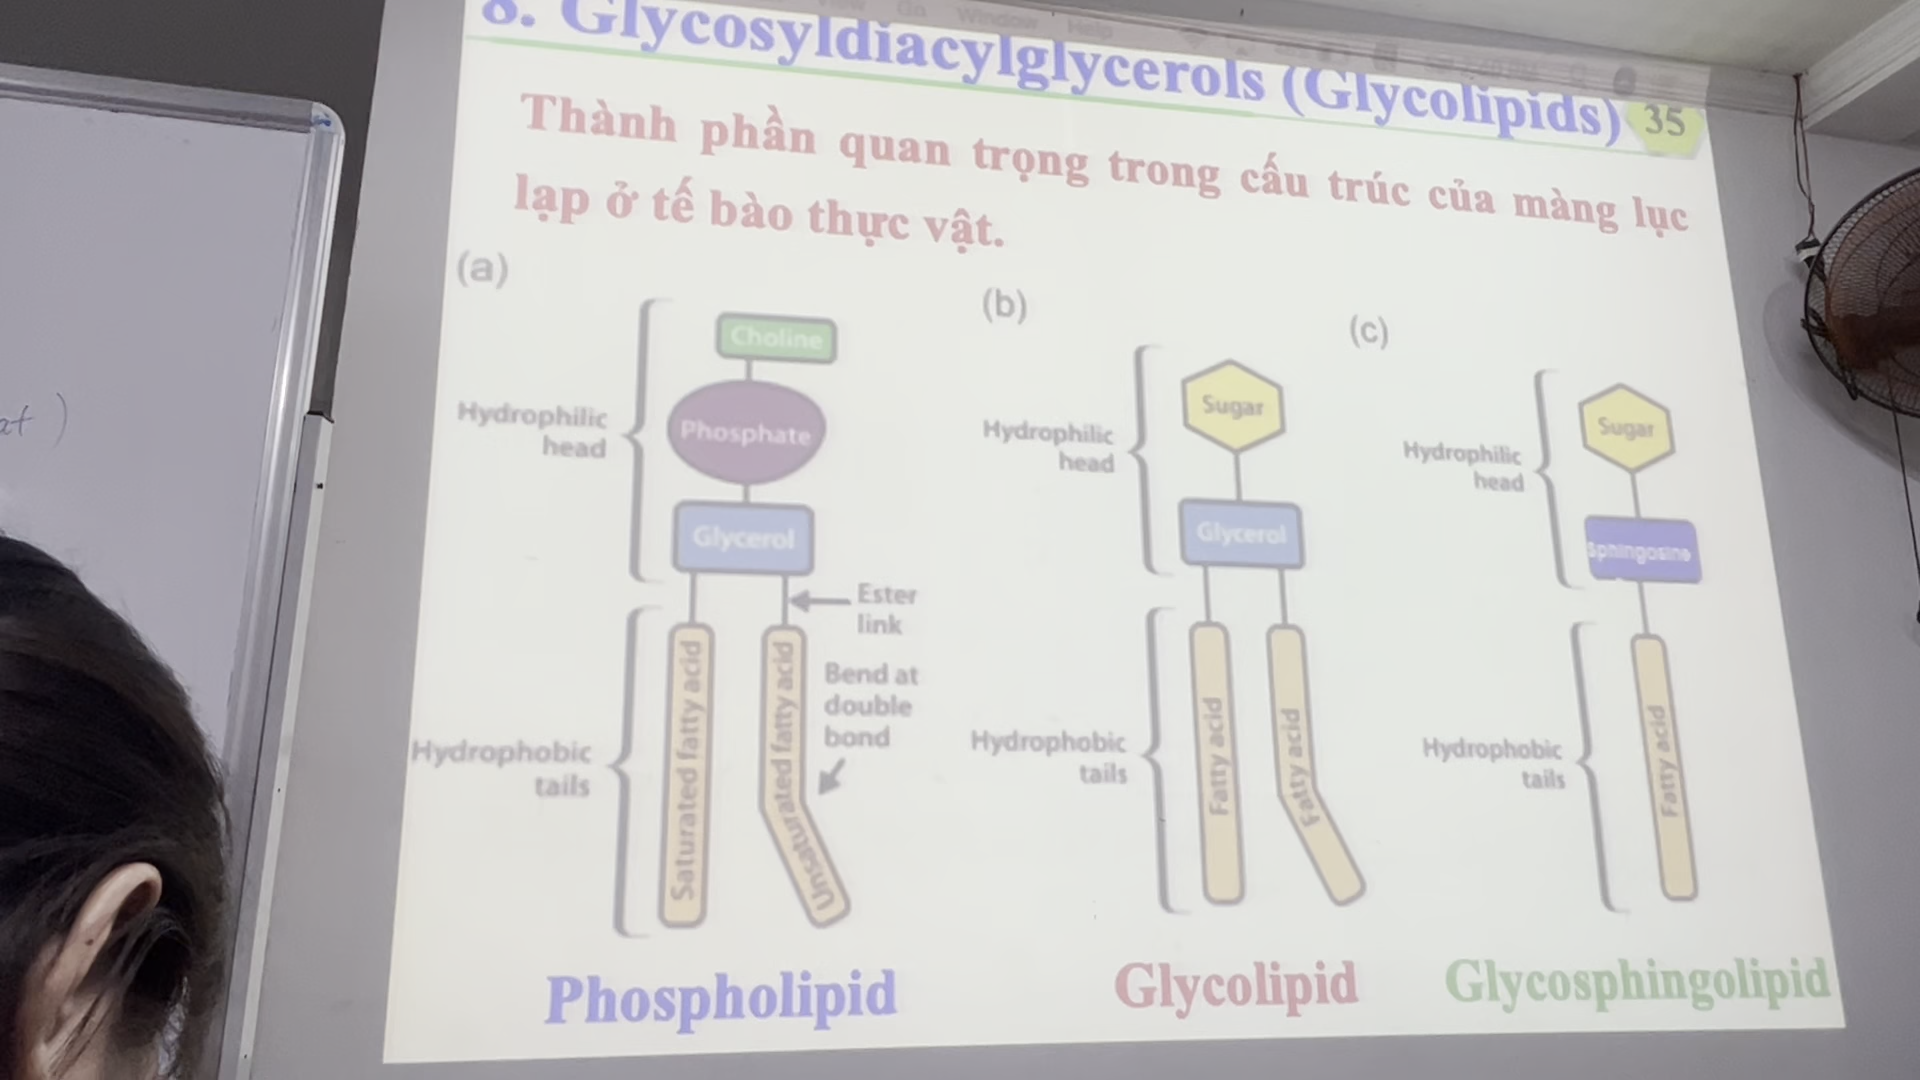 8. Glycosyldiacylglycerols (Glycolipids)
35
Thành phần quan trọng trong cấu trúc của màng lục
lạp ở tế bào thực vật.
(a)
Choline
Phosphate
Glycerol
Hydrophilic
head
Ester
link
Bend at
double
bond
Saturated fatty acid
Unsaturated fatty acid
Hydrophobic
tails
Phospholipid
(b)
Sugar
Glycerol
Hydrophilic
head
Fatty acid
Fatty acid
Hydrophobic
tails
Glycolipid
(c)
Sugar
Sphingosine
Hydrophilic
head
Fatty acid
Hydrophobic
tails
Glycosphingolipid
at )
Window
Help